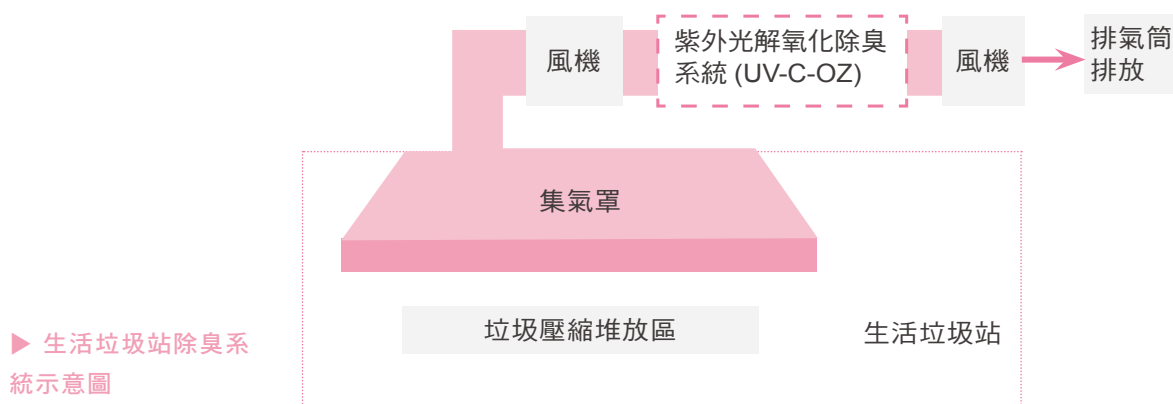 風機
紫外光解氧化除臭
系統 (UV-C-OZ)
風機
排氣筒
排放
集氣罩
垃圾壓縮堆放區
生活垃圾站
▶ 生活垃圾站除臭系
統示意圖